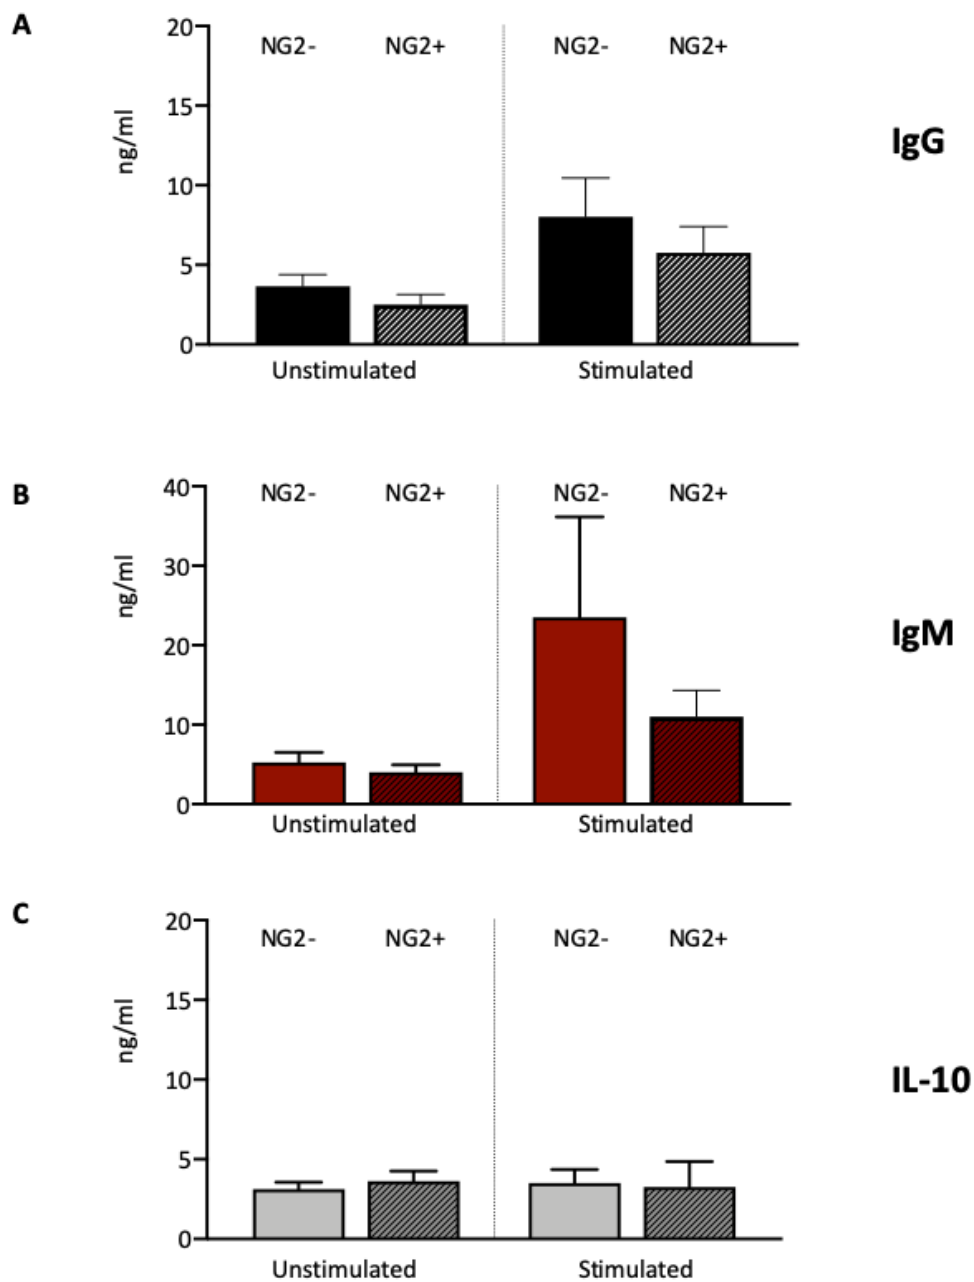 A
20
NG2-
NG2+
NG2-
NG2+
15
ng/ml
IgG
10
5
0
Unstimulated
Stimulated
B
40
NG2-
NG2+
NG2-
NG2+
30
ng/ml
20
IgM
10
0
Unstimulated
Stimulated
C
20
NG2-
NG2+
NG2-
NG2+
15
ng/ml
10
IL-10
5
0
Unstimulated
Stimulated